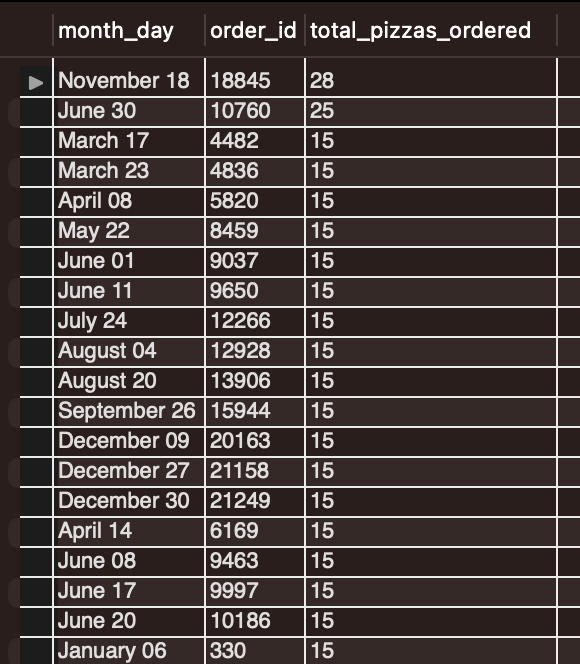 month_day order_id total_pizzas_ordered
November 18 18845 28
June 30 10760 25
March 17 4482 15
March 23 4836 15
April 08 5820 15
May 22 8459 15
June 01 9037 15
June 11 9650 15
July 24 12266 15
August 04 12928 15
August 20 13906 15
September 26 15944 15
December 09 20163 15
December 27 21158 15
December 30 21249 15
April 14 6169 15
June 08 9463 15
June 17 9997 15
June 20 10186 15
January 06 330 15